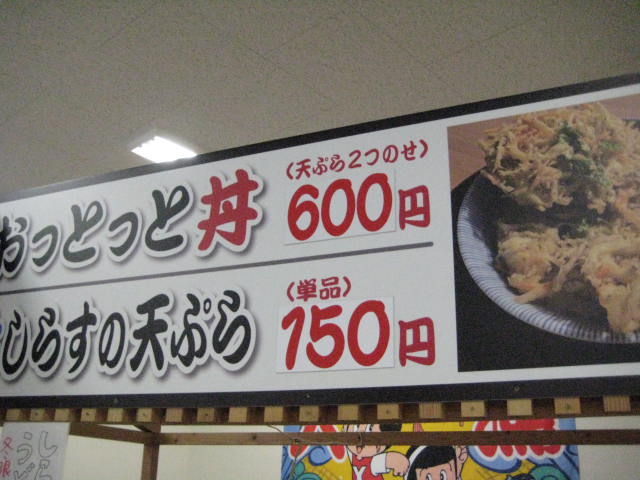 おっとっと丼
(天ぷら2つのせ)
600円
しらすの天ぷら
(単品)
150円